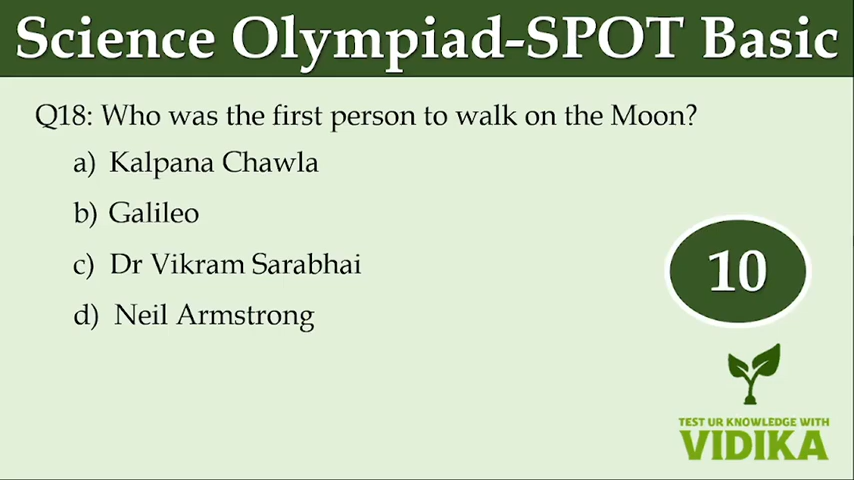 Science Olympiad-SPOT Basic
Q18: Who was the first person to walk on the Moon?
a) Kalpana Chawla
b) Galileo
c) Dr Vikram Sarabhai
d) Neil Armstrong
10
TEST UR KNOWLEDGE WITH
VIDIKA